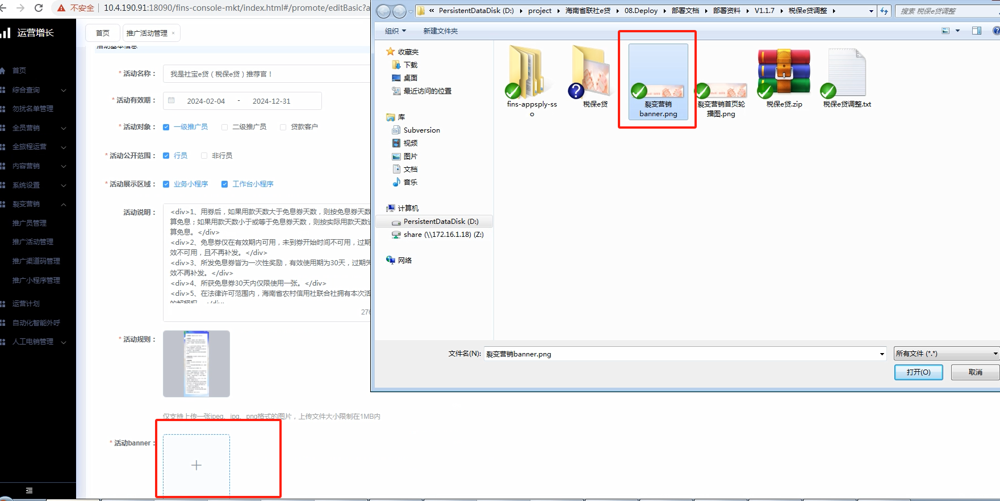 不安全 10.4.190.91:18090/fins-console-mkt/index.html#/promote/editBasic?a
运营增长
首页
综合查询
勿扰名单管理
全员营销
全旅程运营
内容营销
系统设置
裂变营销
推广员管理
推广活动管理
推广渠道码管理
推广小程序管理
运营计划
自动化智能外呼
人工电销管理
首页 推广活动管理 ×
活动基本信息
* 活动名称： 我是社宝e贷（税保e贷）推荐官！
* 活动有效期： 2024-02-04 - 2024-12-31
* 活动对象： 一级推广员 二级推广员 贷款客户
* 活动公开范围： 行员 非行员
* 活动展示区域： 业务小程序 工作台小程序
活动说明：
<div>1、用券后，如果用款天数大于免息券天数，则按免息券天数
算免息；如果用款天数小于或等于免息券天数，则按实际用款天数
算免息。</div>
<div>2、免息券仅在有效期内可用，未到券开始时间不可用，过期
效不可用，且不再补发。</div>
<div>3、所发免息券皆为一次性奖励，有效使用期为30天，过期失
效不再补发。</div>
<div>4、所获免息券30天内仅限使用一张。</div>
<div>5、在法律许可范围内，海南省农村信用社联合社拥有本次活
的解释权。</div>
276
* 活动规则：
仅支持上传一张jpeg、jpg、png格式的图片，上传文件大小限制在1MB内
* 活动banner：
+
« PersistentDataDisk (D:) project 海南省联社e贷 08.Deploy 部署文档 部署资料 V1.1.7 税保e贷调整
搜索 税保e贷调整
组织 新建文件夹
收藏夹
下载
桌面
最近访问的位置
库
Subversion
视频
图片
文档
音乐
计算机
PersistentDataDisk (D:)
share (\\172.16.1.18) (Z:)
网络
fins-appsply-ss
o
税保e贷
裂变营销
banner.png
裂变营销首页轮
播图.png
税保e贷.zip
税保e贷调整.txt
文件名(N): 裂变营销banner.png
所有文件 (*.*)
打开(O) 取消